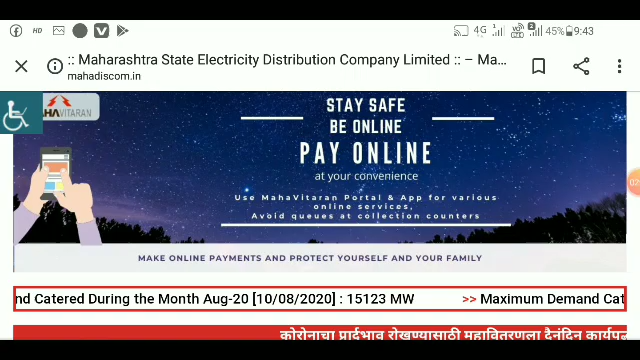 HD 4G 45% 9:43
:: Maharashtra State Electricity Distribution Company Limited :: – Ma...
mahadiscom.in
MAHAVITARAN
STAY SAFE
BE ONLINE
PAY ONLINE
at your convenience
Use MahaVitaran Portal & App for various
online services,
Avoid queues at collection counters
MAKE ONLINE PAYMENTS AND PROTECT YOURSELF AND YOUR FAMILY
nd Catered During the Month Aug-20 [10/08/2020] : 15123 MW >> Maximum Demand Cat
कोरोनाचा प्रार्दभाव रोखण्यासाठी महावितरणला दैनंदिन